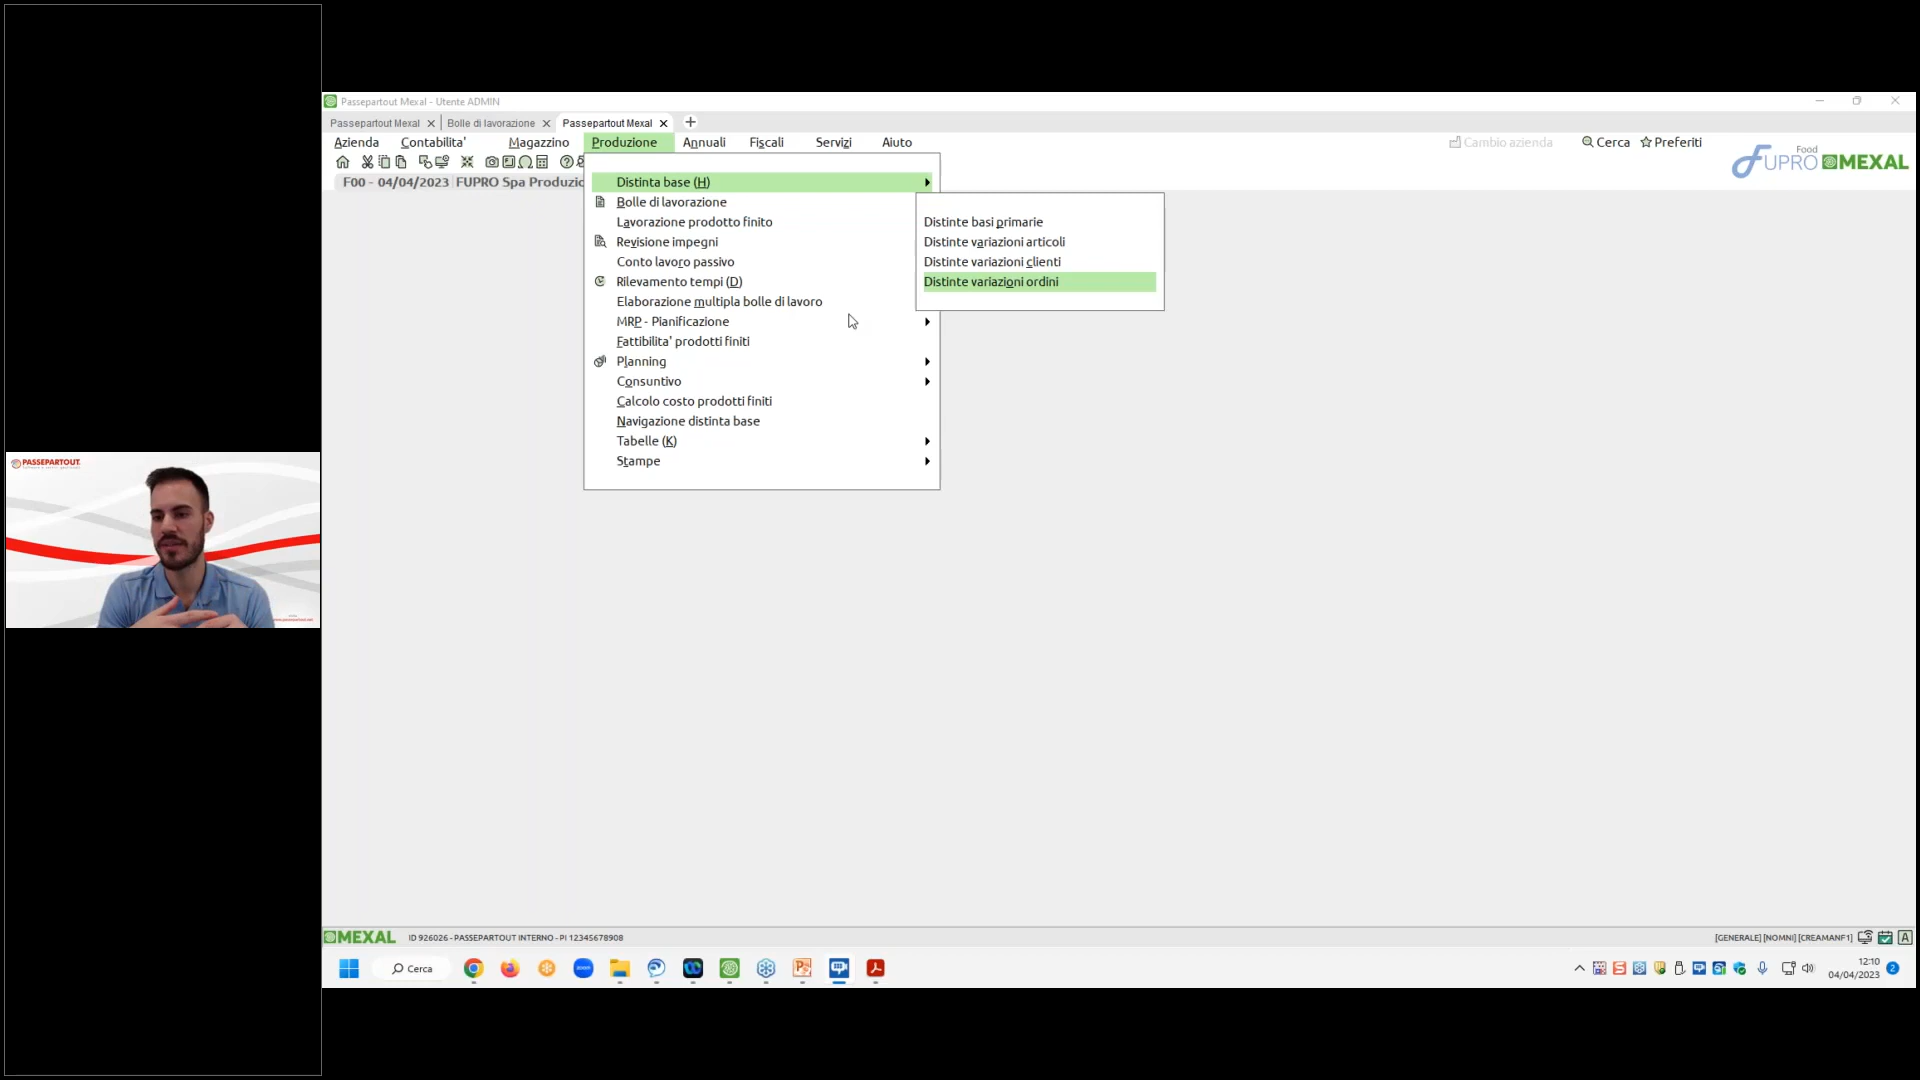 Passepartout Mexal - Utente ADMIN
Passepartout Mexal
Bolle di lavorazione
Passepartout Mexal
Azienda
Contabilita'
Magazzino
Produzione
Annuali
Fiscali
Servizi
Aiuto
Cambio azienda
Cerca
Preferiti
F00 - 04/04/2023
FUPRO Spa Produzio
Food
FUPRO
MEXAL
Distinta base (H)
Bolle di lavorazione
Lavorazione prodotto finito
Revisione impegni
Conto lavoro passivo
Rilevamento tempi (D)
Elaborazione multipla bolle di lavoro
MRP - Pianificazione
Fattibilita' prodotti finiti
Planning
Consuntivo
Calcolo costo prodotti finiti
Navigazione distinta base
Tabelle (K)
Stampe
Distinte basi primarie
Distinte variazioni articoli
Distinte variazioni clienti
Distinte variazioni ordini
PASSEPARTOUT
MEXAL
ID 926026 - PASSEPARTOUT INTERNO - PI 12345678908
[GENERALE] [NOMNI] [CREAMANF1]
A
Cerca
12:10
04/04/2023
2